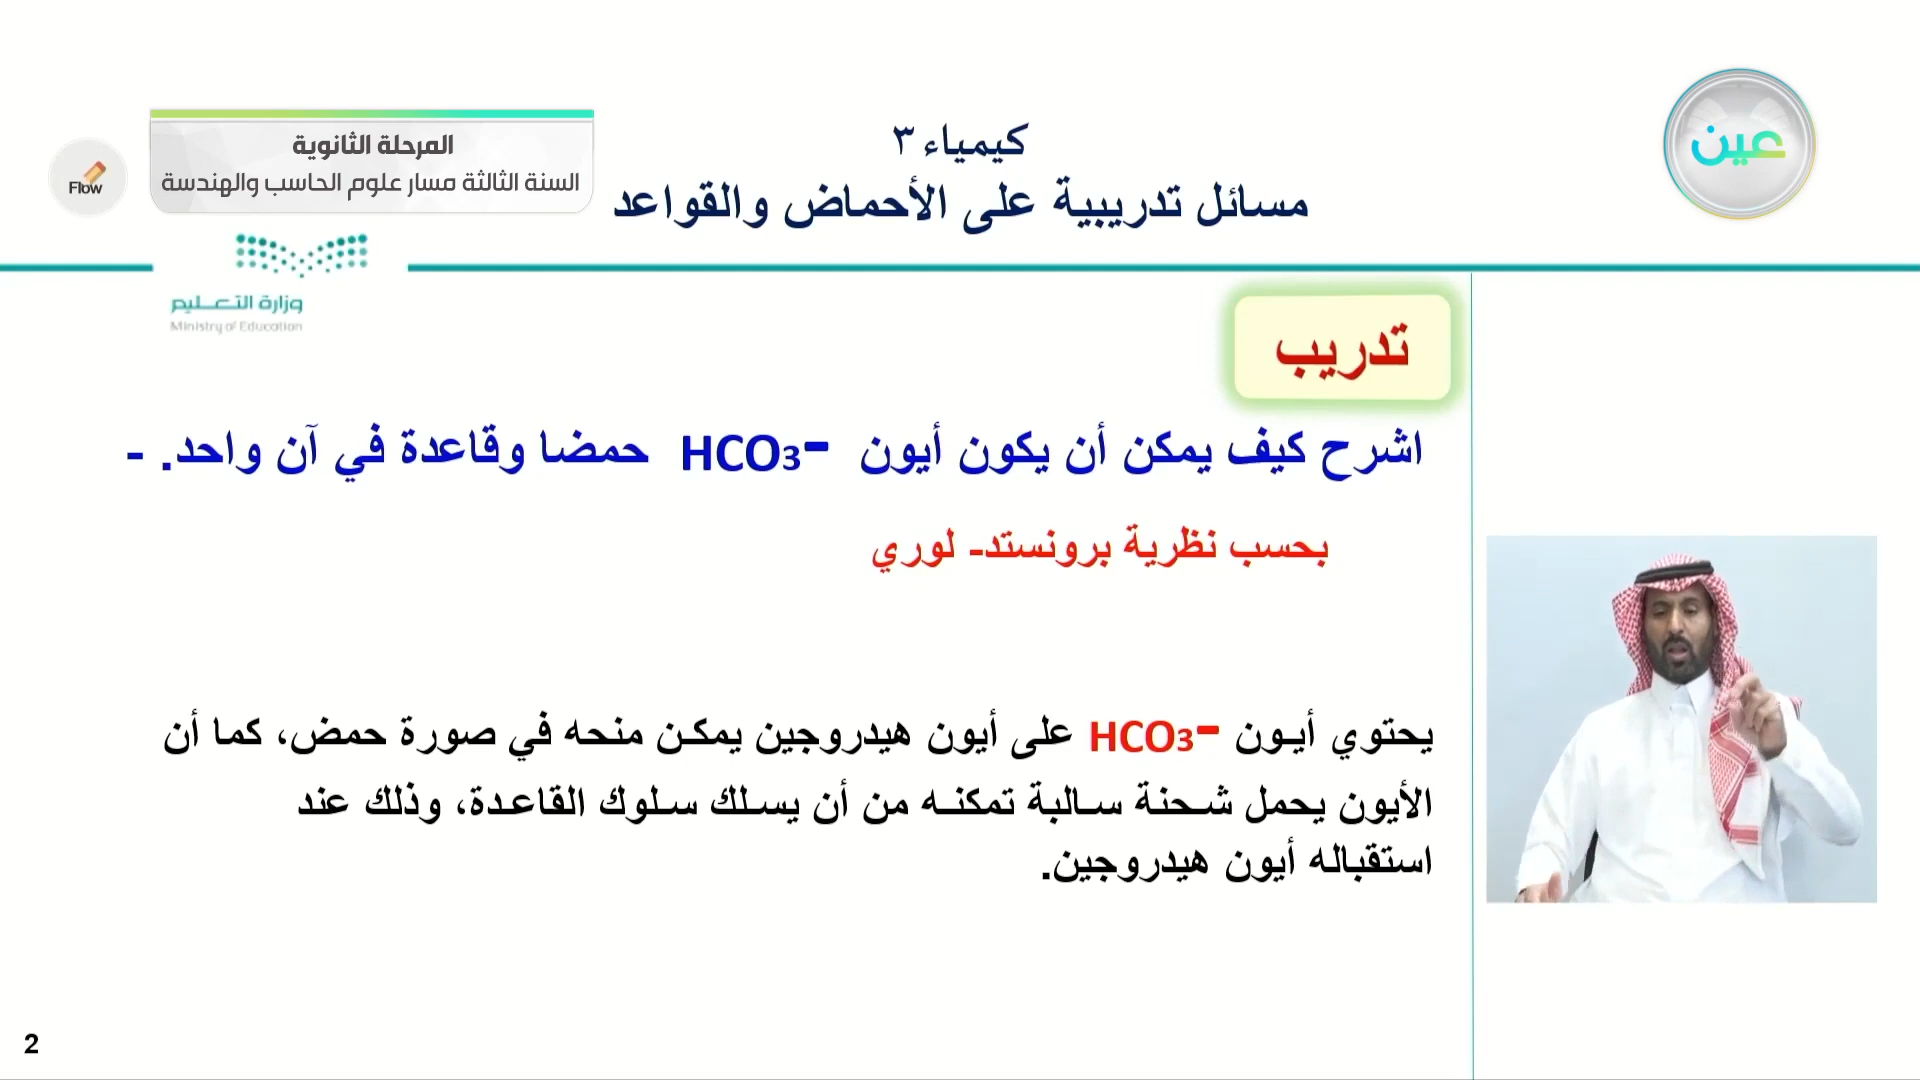 كيمياء ٣
مسائل تدريبية على الأحماض والقواعد
عين
المرحلة الثانوية
السنة الثالثة مسار علوم الحاسب والهندسة
Flow
وزارة التعليم
Ministry of Education
تدريب
اشرح كيف يمكن أن يكون أيون HCO3- حمضا وقاعدة في آن واحد. -
بحسب نظرية برونستد- لوري
يحتوي أيون HCO3- على أيون هيدروجين يمكن منحه في صورة حمض، كما أن
الأيون يحمل شحنة سالبة تمكنه من أن يسلك سلوك القاعدة، وذلك عند
استقباله أيون هيدروجين.
2